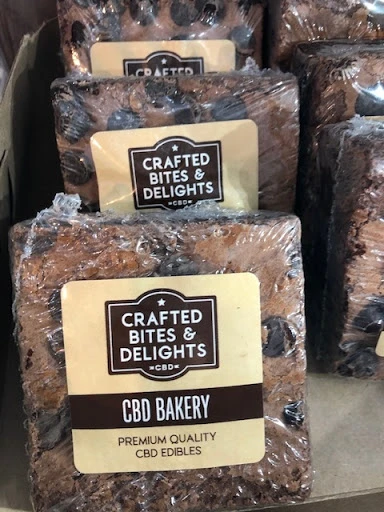 CRAFTED
CRAFTED
BITES &
DELIGHTS
CBD
CRAFTED
BITES &
DELIGHTS
CBD
CBD BAKERY
PREMIUM QUALITY
CBD EDIBLES